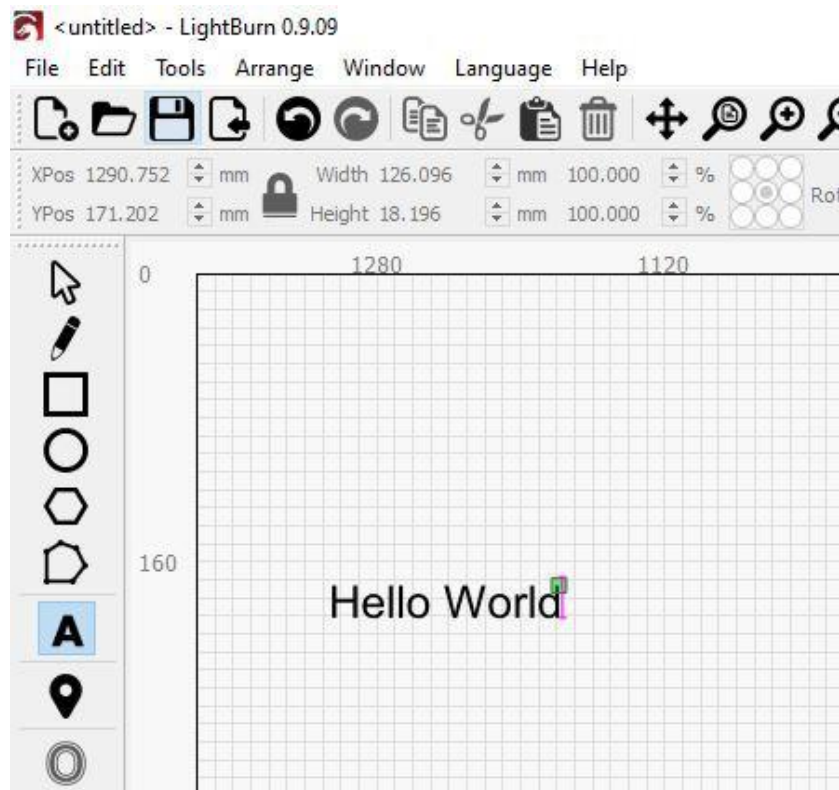 <untitled> - LightBurn 0.9.09
File Edit Tools Arrange Window Language Help
XPos 1290.752 mm Width 126.096 mm 100.000 %
Rot
YPos 171.202 mm Height 18.196 mm 100.000 %
0 1280 1120
160
Hello World
A